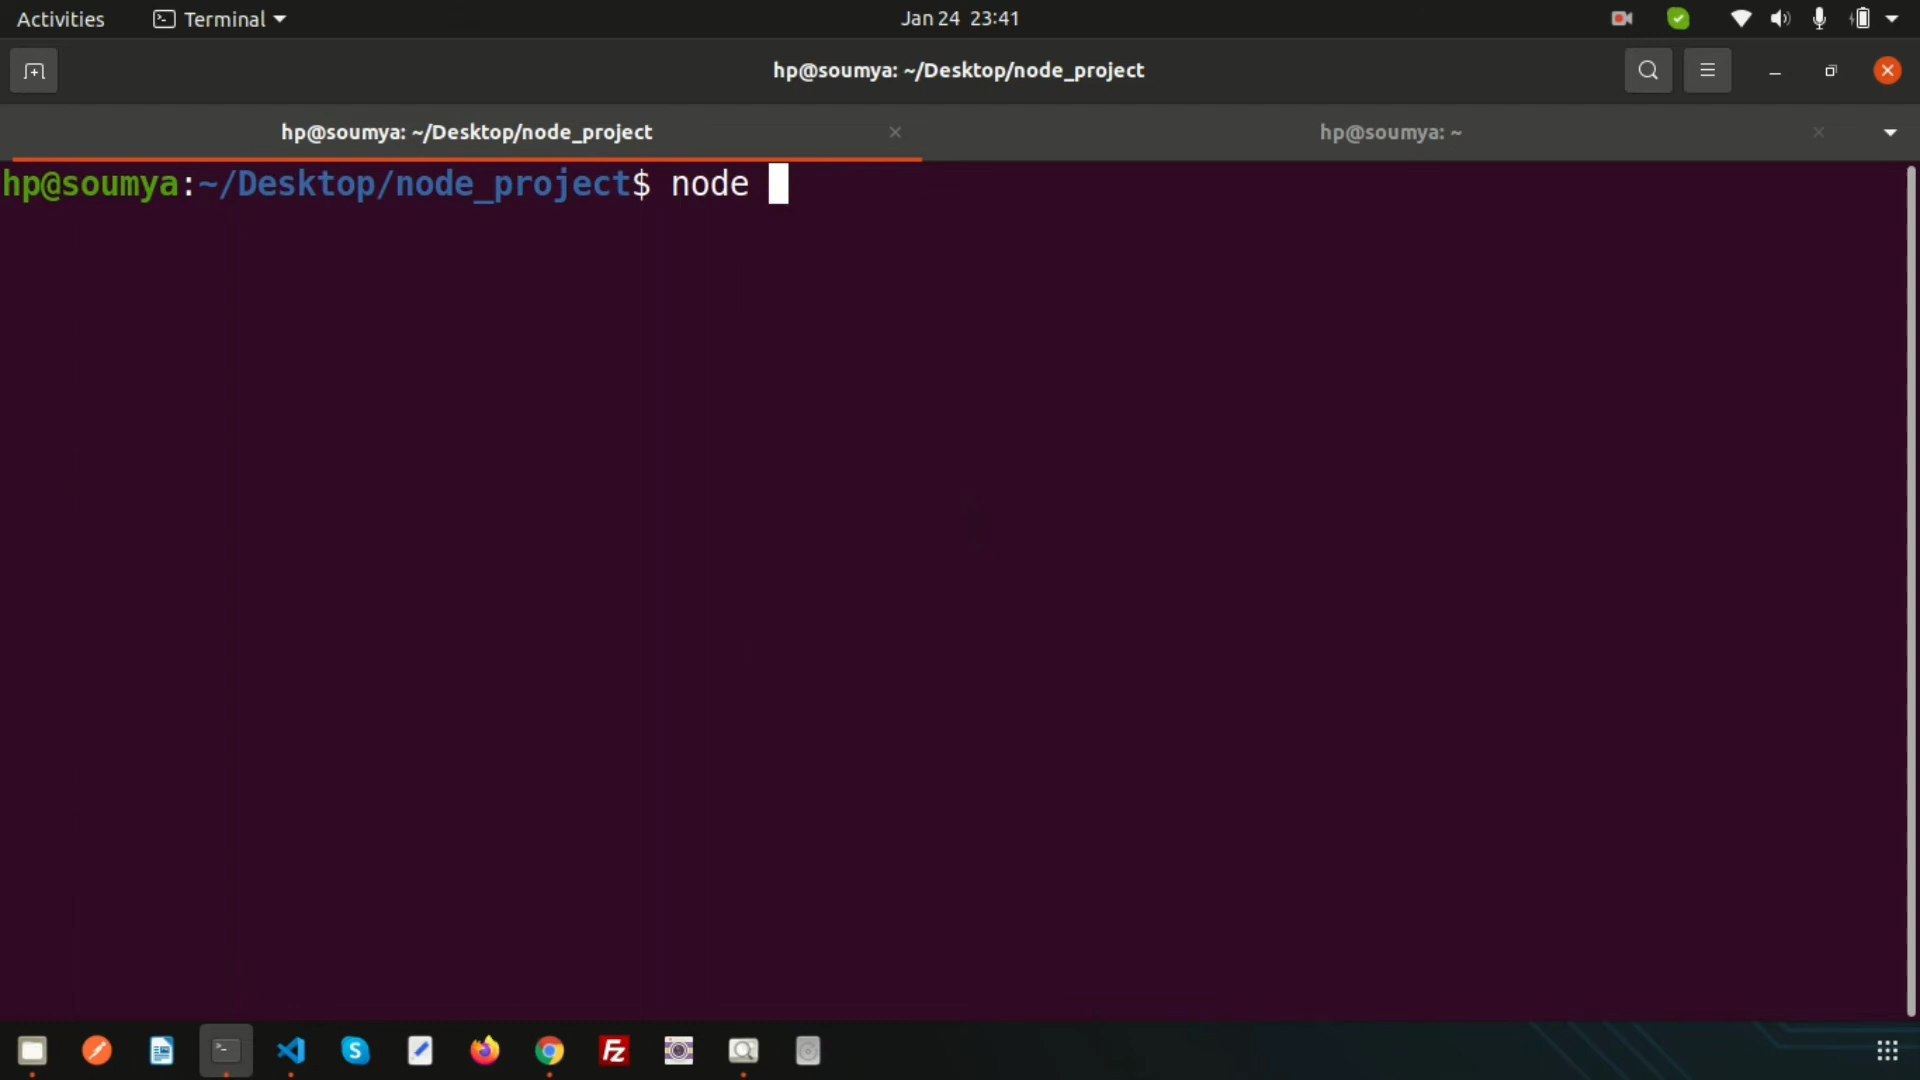 Activities Terminal Jan 24 23:41
hp@soumya: ~/Desktop/node_project
hp@soumya: ~/Desktop/node_project hp@soumya: ~
hp@soumya:~/Desktop/node_project$ node